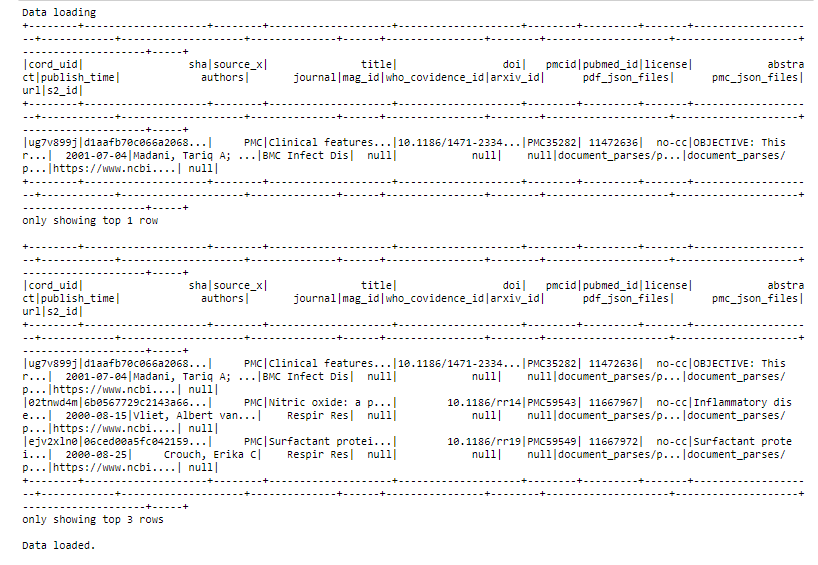 Data loading
+--------+--------------------+--------+--------------------+--------------------+--------+---------+-------+------------------
--+------------+--------------------+--------------+------+----------------+--------+--------------------+--------------------+
--------------------+-----+
|cord_uid|                 sha|source_x|               title|                 doi|   pmcid|pubmed_id|license|            abstra
ct|publish_time|             authors|       journal|mag_id|who_covidence_id|arxiv_id|      pdf_json_files|      pmc_json_files|
url|s2_id|
+--------+--------------------+--------+--------------------+--------------------+--------+---------+-------+------------------
--+------------+--------------------+--------------+------+----------------+--------+--------------------+--------------------+
--------------------+-----+
|ug7v899j|d1aafb70c066a2068...|     PMC|Clinical features...|10.1186/1471-2334...|PMC35282| 11472636|  no-cc|OBJECTIVE: This
r...|  2001-07-04|Madani, Tariq A; ...|BMC Infect Dis|  null|            null|    null|document_parses/p...|document_parses/
p...|https://www.ncbi....| null|
+--------+--------------------+--------+--------------------+--------------------+--------+---------+-------+------------------
--+------------+--------------------+--------------+------+----------------+--------+--------------------+--------------------+
--------------------+-----+
only showing top 1 row
+--------+--------------------+--------+--------------------+--------------------+--------+---------+-------+------------------
--+------------+--------------------+--------------+------+----------------+--------+--------------------+--------------------+
--------------------+-----+
|cord_uid|                 sha|source_x|               title|                 doi|   pmcid|pubmed_id|license|            abstra
ct|publish_time|             authors|       journal|mag_id|who_covidence_id|arxiv_id|      pdf_json_files|      pmc_json_files|
url|s2_id|
+--------+--------------------+--------+--------------------+--------------------+--------+---------+-------+------------------
--+------------+--------------------+--------------+------+----------------+--------+--------------------+--------------------+
--------------------+-----+
|ug7v899j|d1aafb70c066a2068...|     PMC|Clinical features...|10.1186/1471-2334...|PMC35282| 11472636|  no-cc|OBJECTIVE: This
r...|  2001-07-04|Madani, Tariq A; ...|BMC Infect Dis|  null|            null|    null|document_parses/p...|document_parses/
p...|https://www.ncbi....| null|
|02tnwd4m|6b0567729c2143a66...|     PMC|Nitric oxide: a p...|        10.1186/rr14|PMC59543| 11667967|  no-cc|Inflammatory dis
e...|  2000-08-15|Vliet, Albert van...|    Respir Res|  null|            null|    null|document_parses/p...|document_parses/
p...|https://www.ncbi....| null|
|ejv2xln0|06ced00a5fc042159...|     PMC|Surfactant protei...|        10.1186/rr19|PMC59549| 11667972|  no-cc|Surfactant prote
i...|  2000-08-25|     Crouch, Erika C|    Respir Res|  null|            null|    null|document_parses/p...|document_parses/
p...|https://www.ncbi....| null|
+--------+--------------------+--------+--------------------+--------------------+--------+---------+-------+------------------
--+------------+--------------------+--------------+------+----------------+--------+--------------------+--------------------+
--------------------+-----+
only showing top 3 rows
Data loaded.